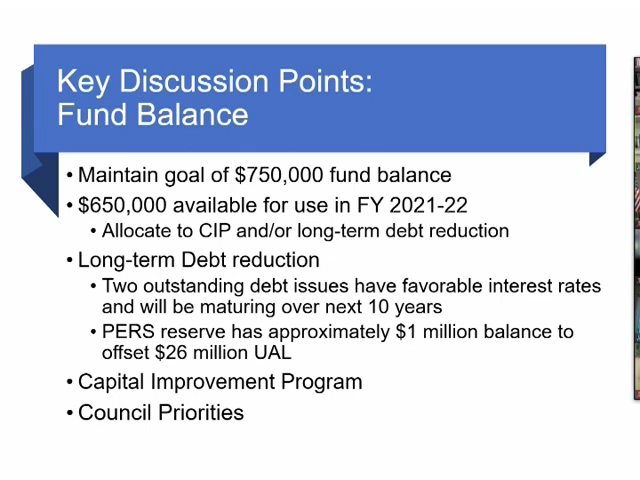 Key Discussion Points:
Fund Balance
• Maintain goal of $750,000 fund balance
• $650,000 available for use in FY 2021-22
• Allocate to CIP and/or long-term debt reduction
• Long-term Debt reduction
• Two outstanding debt issues have favorable interest rates
and will be maturing over next 10 years
• PERS reserve has approximately $1 million balance to
offset $26 million UAL
• Capital Improvement Program
• Council Priorities